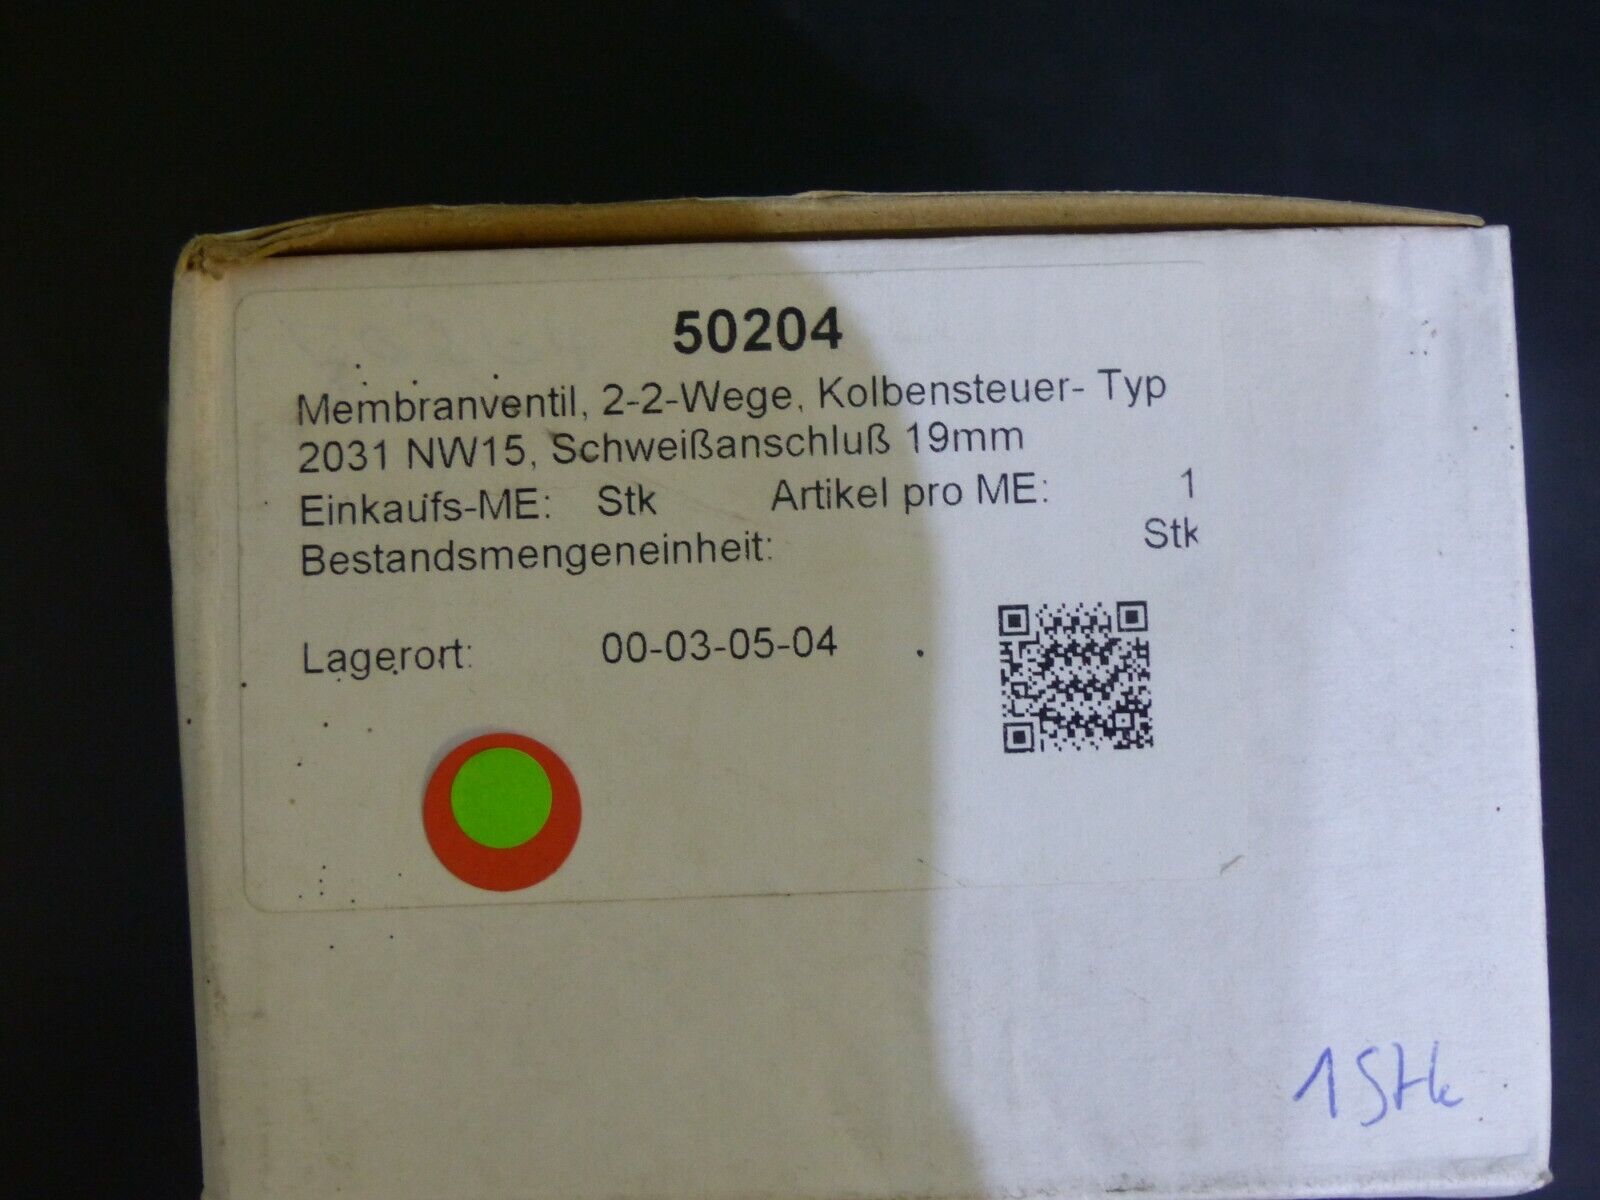 50204
Membranventil, 2-2-Wege, Kolbensteuer- Typ
2031 NW15, Schweißanschluß 19mm
Einkaufs-ME: Stk Artikel pro ME: 1
Bestandsmengeneinheit: Stk
Lagerort: 00-03-05-04
1 Stk